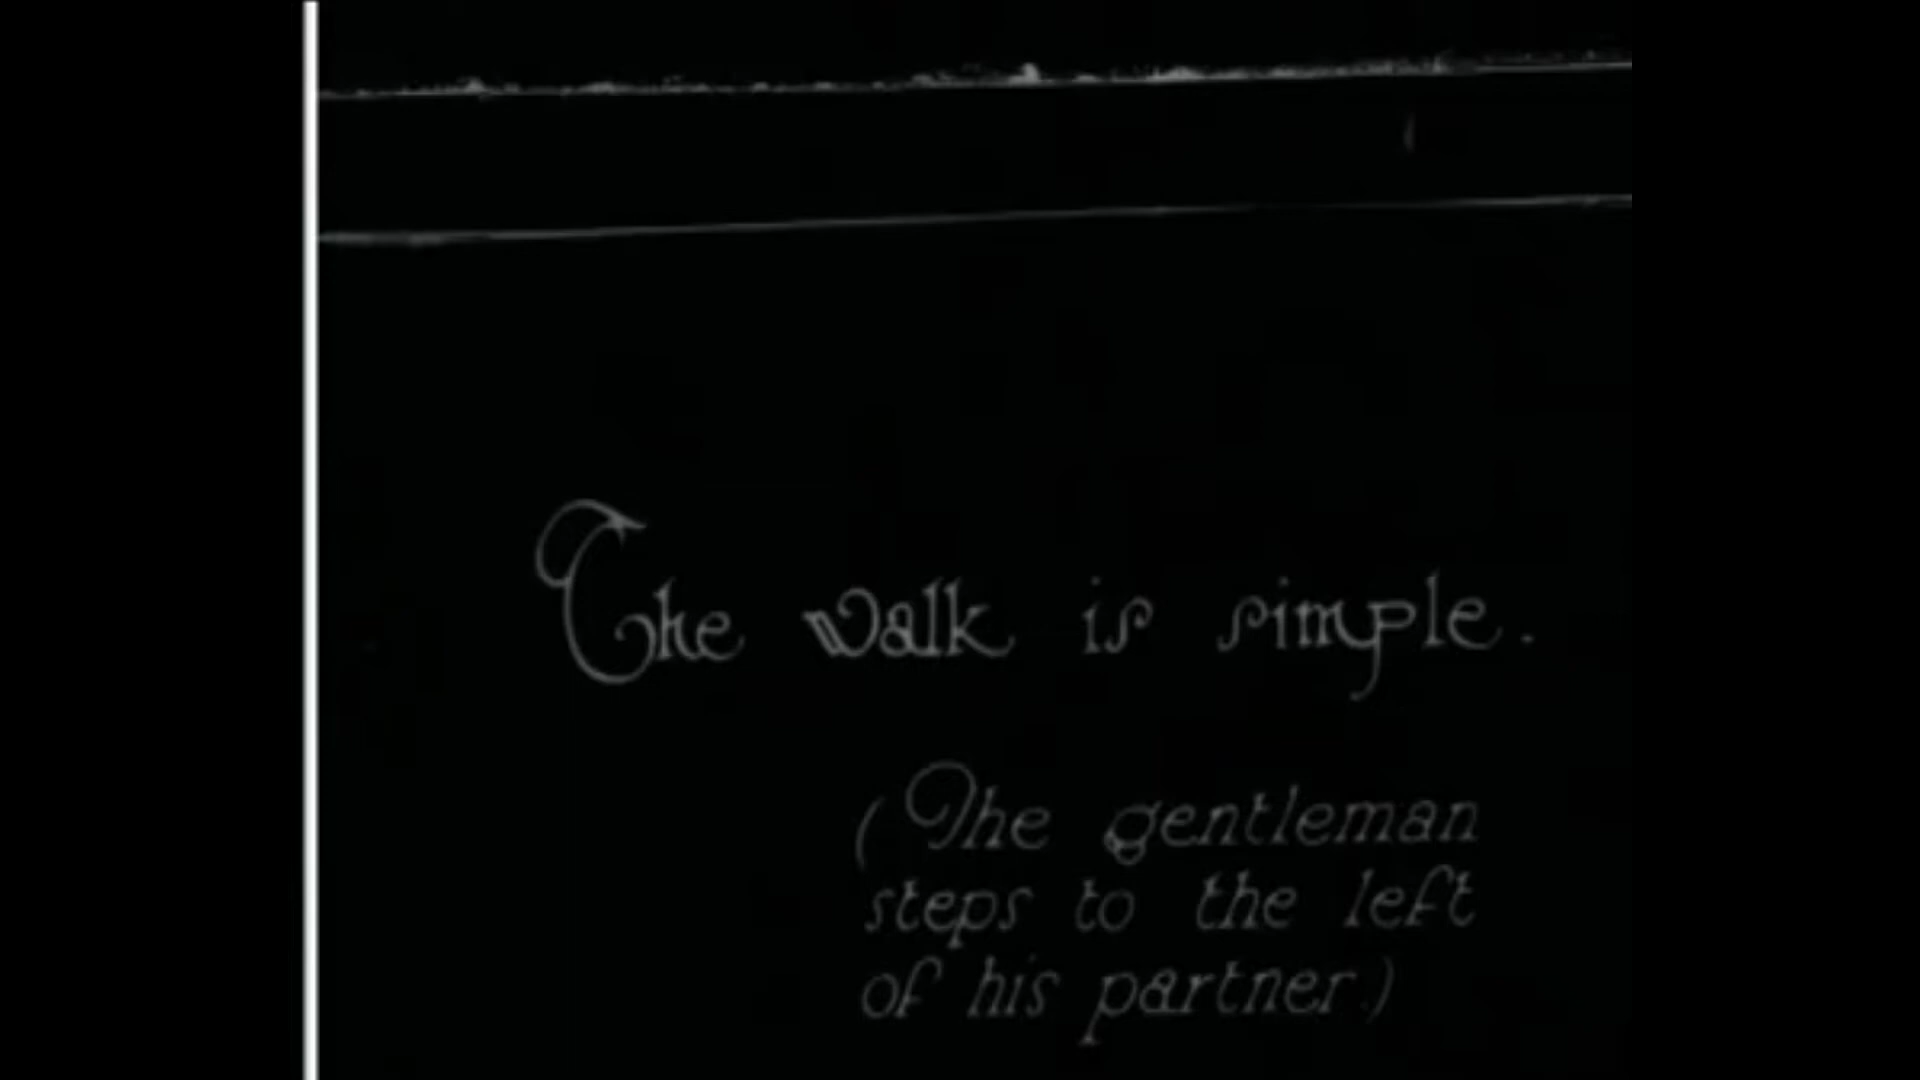 The walk is simple.
(The gentleman
steps to the left
of his partner.)